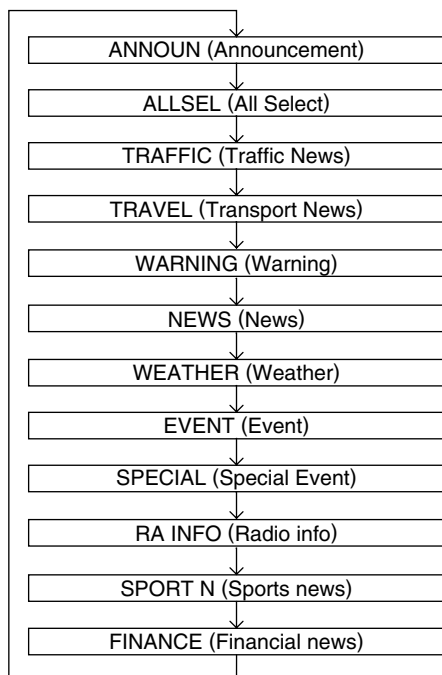 ANNOUN (Announcement)
ALLSEL (All Select)
TRAFFIC (Traffic News)
TRAVEL (Transport News)
WARNING (Warning)
NEWS (News)
WEATHER (Weather)
EVENT (Event)
SPECIAL (Special Event)
RA INFO (Radio info)
SPORT N (Sports news)
FINANCE (Financial news)